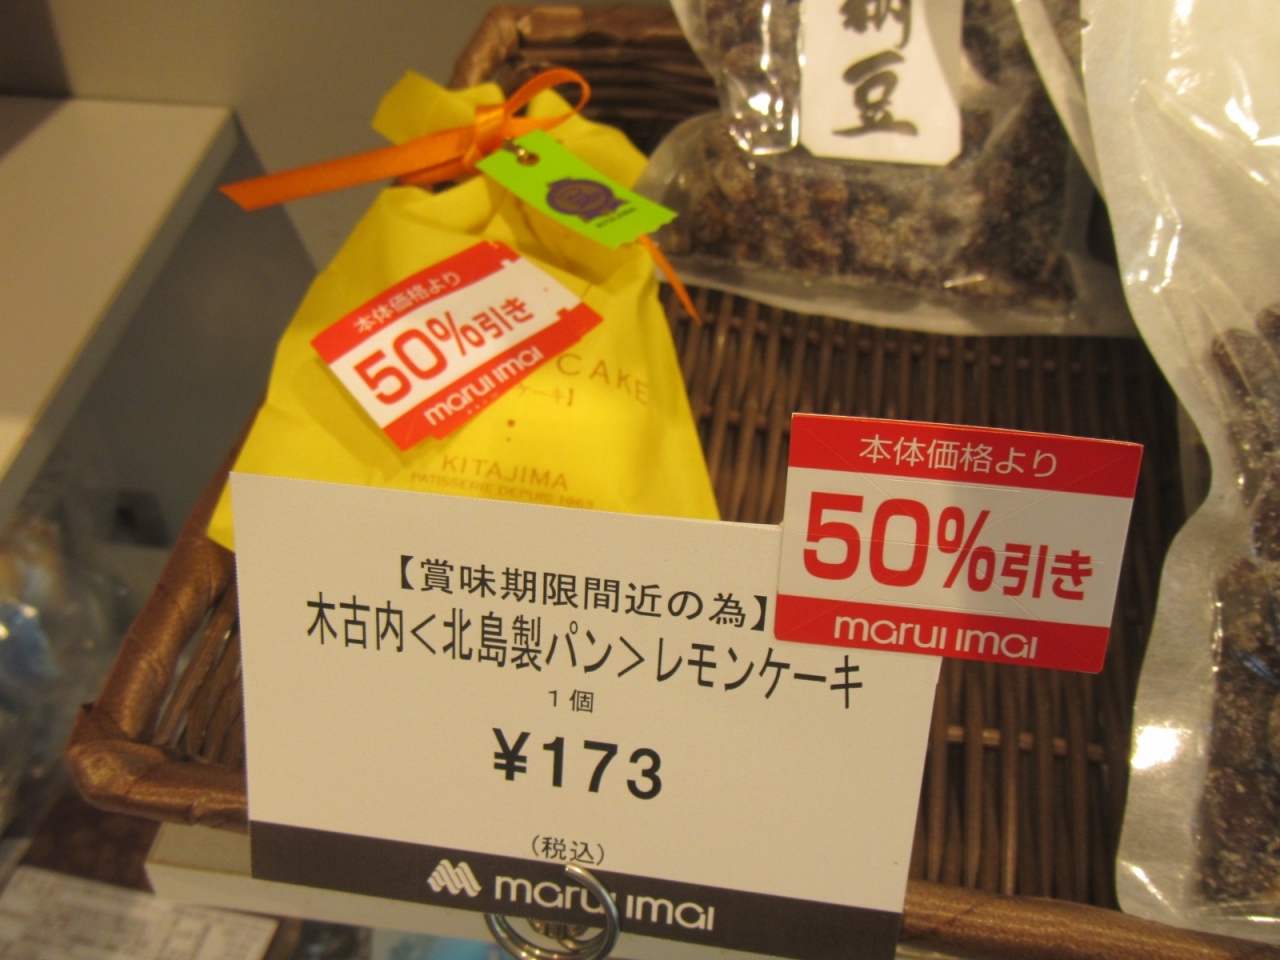 納豆
本体価格より
50%引き
marui imai
CAKE
ケーキ】
KITAJIMA
PATISSERIE DEPUIS 1963
本体価格より
50%引き
marui imai
【賞味期限間近の為】
木古内<北島製パン>レモンケーキ
1個
¥173
(税込)
marui imai